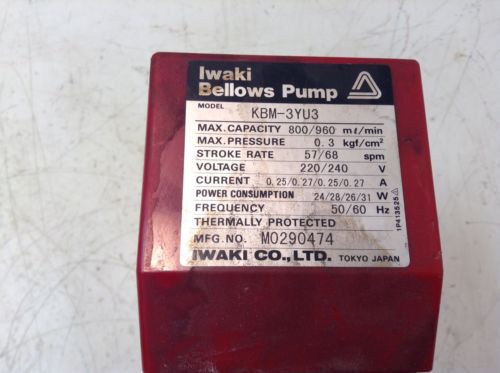 Iwaki
Bellows Pump
MODEL KBM-3YU3
MAX.CAPACITY 800/960 mℓ/min
MAX.PRESSURE 0.3 kgf/cm²
STROKE RATE 57/68 spm
VOLTAGE 220/240 V
CURRENT 0.25/0.27/0.25/0.27 A
POWER CONSUMPTION 24/28/26/31 W
FREQUENCY 50/60 Hz
THERMALLY PROTECTED
MFG.NO. M0290474
IWAKI CO.,LTD. TOKYO JAPAN
1P413525